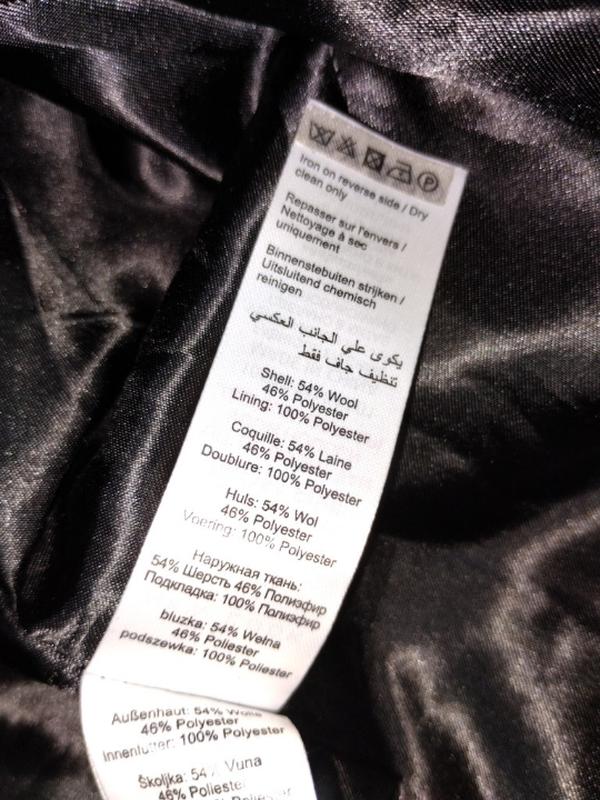 Iron on reverse side / Dry
clean only
Repasser sur l'envers /
Nettoyage à sec
uniquement
Binnenstebuiten strijken /
Uitsluitend chemisch
reinigen
يكوى علي الجانب العكسي
تنظيف جاف فقط
Shell: 54% Wool
46% Polyester
Lining: 100% Polyester
Coquille: 54% Laine
46% Polyester
Doublure: 100% Polyester
Huls: 54% Wol
46% Polyester
Voering: 100% Polyester
Наружная ткань:
54% Шерсть 46% Полиэфир
Подкладка: 100% Полиэфир
bluzka: 54% Wełna
46% Poliester
podszewka: 100% Poliester
Außenhaut: 54% Wolle
46% Polyester
Innenfutter: 100% Polyester
Školjka: 54 Vuna
46% Poliester